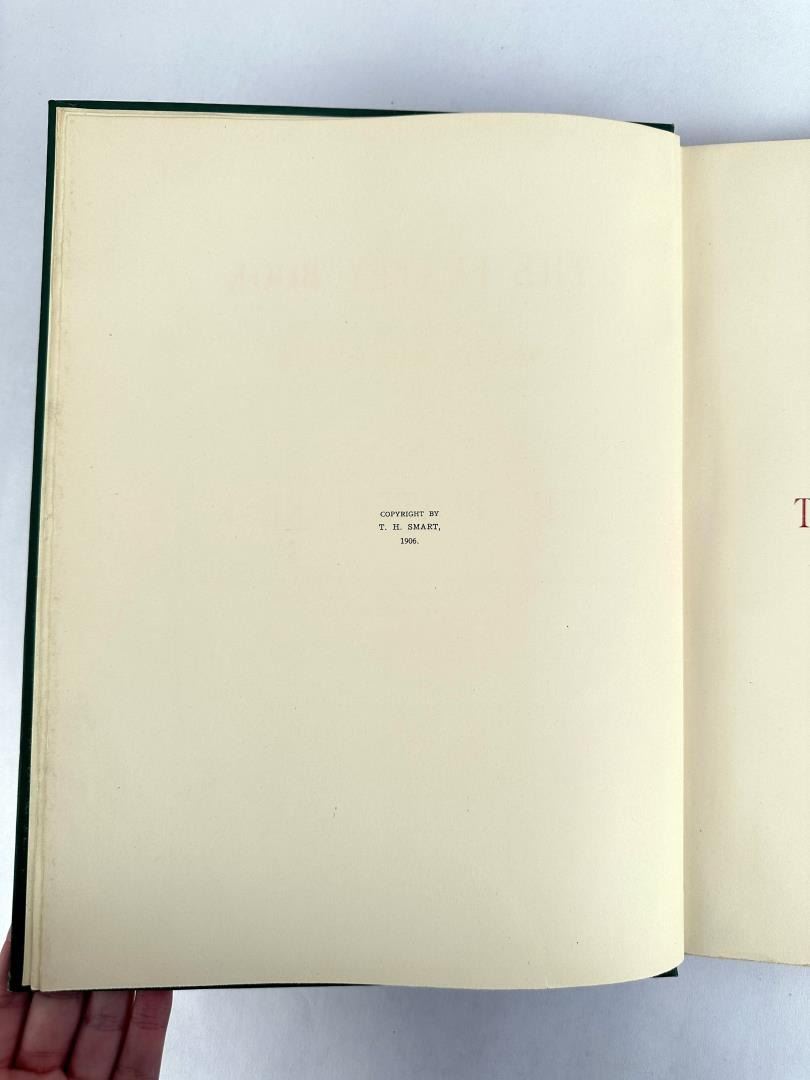 COPYRIGHT BY
T. H. SMART,
1906.
T